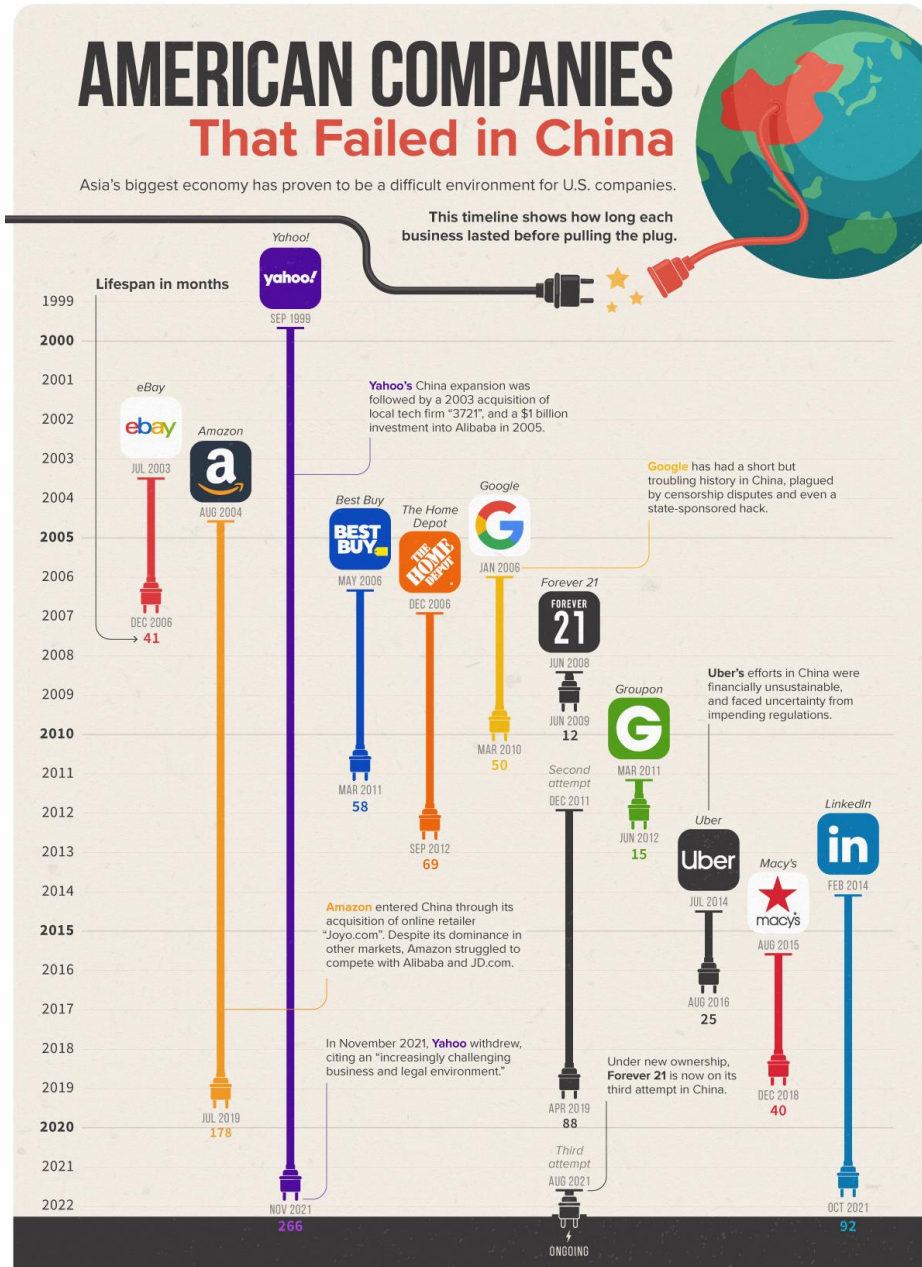 AMERICAN COMPANIES
That Failed in China
Asia's biggest economy has proven to be a difficult environment for U.S. companies.
This timeline shows how long each
business lasted before pulling the plug.
Lifespan in months
1999
2000
2001
2002
2003
2004
2005
2006
2007
2008
2009
2010
2011
2012
2013
2014
2015
2016
2017
2018
2019
2020
2021
2022
eBay
ebay
JUL 2003
DEC 2006
41
Amazon
a
AUG 2004
JUL 2019
178
Amazon entered China through its
acquisition of online retailer
“Joyo.com”. Despite its dominance in
other markets, Amazon struggled to
compete with Alibaba and JD.com.
Yahoo!
yahoo!
SEP 1999
NOV 2021
266
Yahoo's China expansion was
followed by a 2003 acquisition of
local tech firm “3721”, and a $1 billion
investment into Alibaba in 2005.
In November 2021, Yahoo withdrew,
citing an “increasingly challenging
business and legal environment.”
Best Buy
BEST
BUY
MAY 2006
MAR 2011
58
The Home
Depot
THE
HOME
DEPOT
DEC 2006
SEP 2012
69
Google
G
JAN 2006
MAR 2010
50
Google has had a short but
troubling history in China, plagued
by censorship disputes and even a
state-sponsored hack.
Forever 21
FOREVER
21
JUN 2008
JUN 2009
12
Second
attempt
DEC 2011
APR 2019
88
Third
attempt
AUG 2021
ONGOING
Under new ownership,
Forever 21 is now on its
third attempt in China.
Groupon
G
MAR 2011
JUN 2012
15
Uber
Uber
JUL 2014
AUG 2016
25
Uber's efforts in China were
financially unsustainable,
and faced uncertainty from
impending regulations.
Macy's
macy's
AUG 2015
DEC 2018
40
LinkedIn
in
FEB 2014
OCT 2021
92